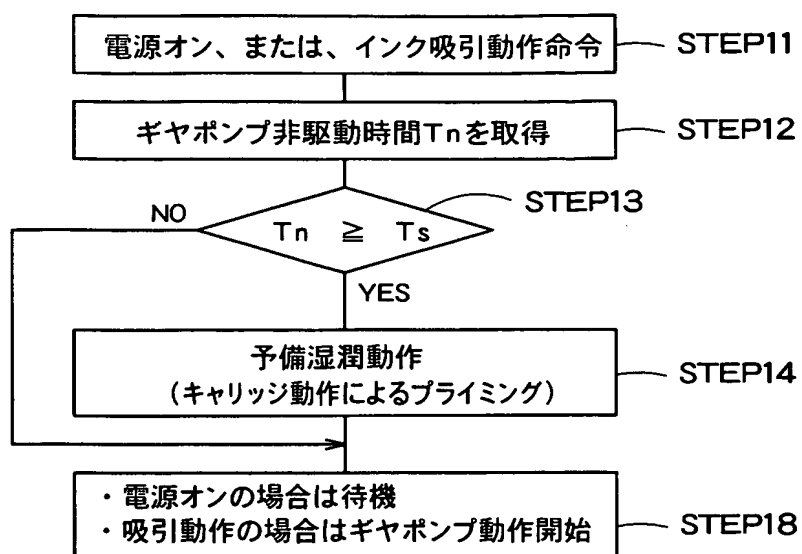 電源オン、または、インク吸引動作命令
STEP11
ギヤポンプ非駆動時間Tnを取得
STEP12
STEP13
NO
Tn ≧ Ts
YES
予備湿潤動作
(キャリッジ動作によるプライミング)
STEP14
・電源オンの場合は待機
・吸引動作の場合はギヤポンプ動作開始
STEP18